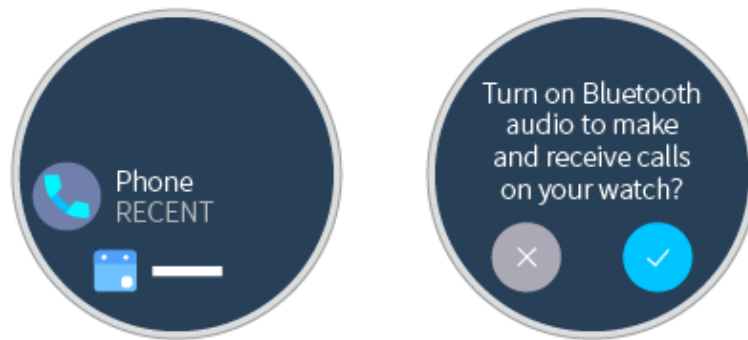 Phone
RECENT
Turn on Bluetooth
audio to make
and receive calls
on your watch?